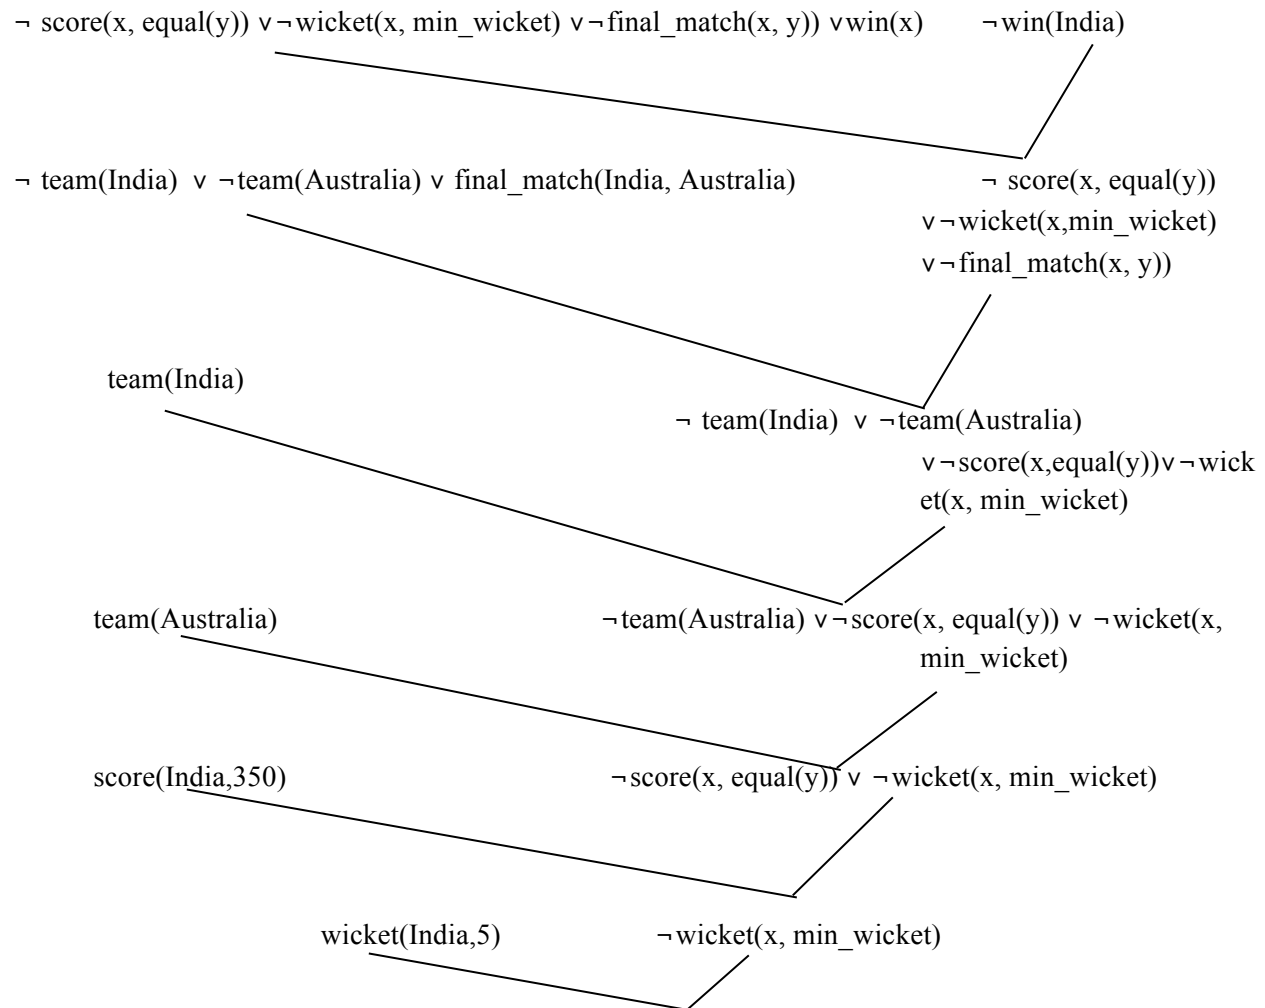 ¬ score(x, equal(y)) ∨¬wicket(x, min_wicket) ∨¬final_match(x, y)) ∨win(x) ¬win(India)
¬ team(India) ∨ ¬team(Australia) ∨ final_match(India, Australia) ¬ score(x, equal(y))
∨¬wicket(x,min_wicket)
∨¬final_match(x, y))
team(India)
¬ team(India) ∨ ¬team(Australia)
∨¬score(x,equal(y))∨¬wick
et(x, min_wicket)
team(Australia) ¬team(Australia) ∨¬score(x, equal(y)) ∨ ¬wicket(x,
min_wicket)
score(India,350) ¬score(x, equal(y)) ∨ ¬wicket(x, min_wicket)
wicket(India,5) ¬wicket(x, min_wicket)